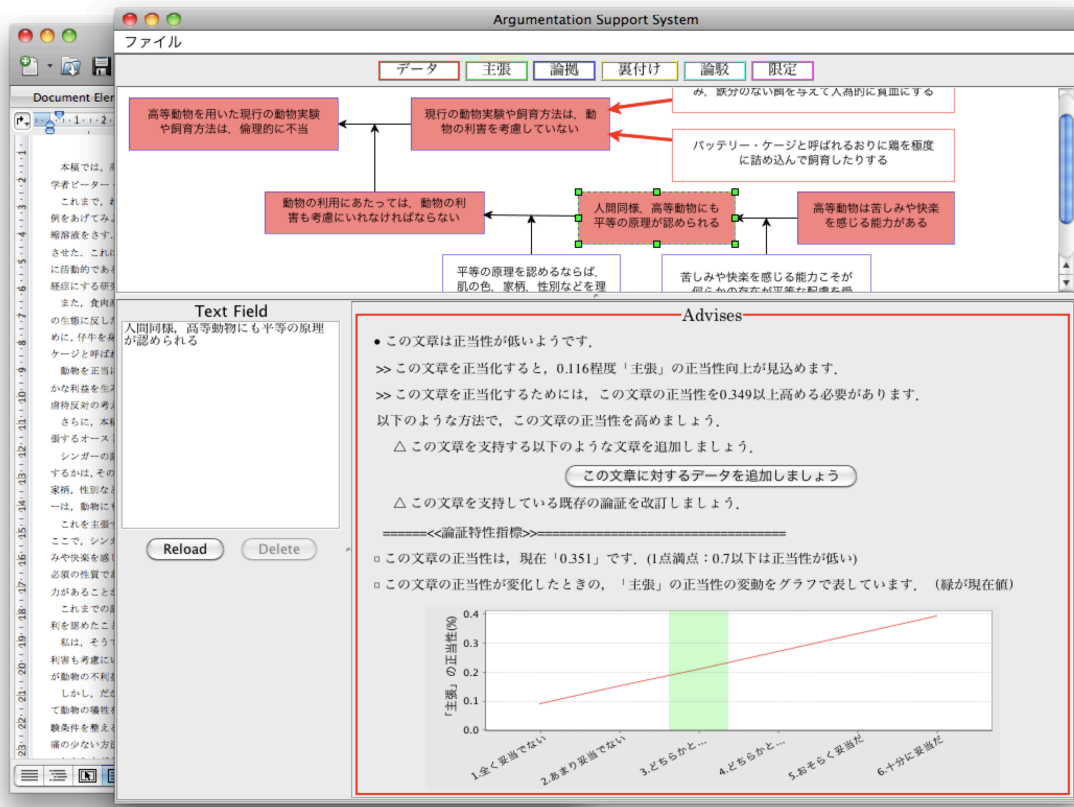 Argumentation Support System
ファイル
データ
主張
論拠
裏付け
論駁
限定
Document Eler
高等動物を用いた現行の動物実験
や飼育方法は，倫理的に不当
現行の動物実験や飼育方法は，動
物の利害を考慮していない
み，鉄分のない餌を与えて人為的に貧血にする
バッテリー・ケージと呼ばれるおりに鶏を極度
に詰め込んで飼育したりする
動物の利用にあたっては，動物の利
害も考慮にいれなければならない
人間同様，高等動物にも
平等の原理が認められる
高等動物は苦しみや快楽
を感じる能力がある
平等の原理を認めるならば，
肌の色，家柄，性別などを理
苦しみや快楽を感じる能力こそが
何らかの存在が平等な配慮を受
Text Field
人間同様，高等動物にも平等の原理
が認められる
Reload
Delete
Advises
● この文章は正当性が低いようです．
>> この文章を正当化すると，0.116程度「主張」の正当性向上が見込めます．
>> この文章を正当化するためには，この文章の正当性を0.349以上高める必要があります．
以下のような方法で，この文章の正当性を高めましょう．
△ この文章を支持する以下のような文章を追加しましょう．
この文章に対するデータを追加しましょう
△ この文章を支持している既存の論証を改訂しましょう．
======<<論証特性指標>>==================================
□ この文章の正当性は，現在「0.351」です．(1点満点：0.7以下は正当性が低い)
□ この文章の正当性が変化したときの，「主張」の正当性の変動をグラフで表しています．（緑が現在値）
「主張」の正当性(%)
0.4
0.3
0.2
0.1
0.0
1.全く妥当でない
2.あまり妥当でない
3.どちらかと...
4.どちらかと...
5.おそらく妥当だ
6.十分に妥当だ
本稿では，
学者ピーター・
これまで，
例をあげてみ
縮溶液をさす．
させた．これ
に活動的である
経症にする研
また，食肉
の生態に反し
めに，仔牛を
ケージと呼ば
動物を正当に
かな利益を生
虐待反対の考
さらに，本稿
張するオース
シンガーの
するかは，その
家柄，性別など
一は，動物に
これを主張
ここで，シン
みや快楽を感
必須の性質であ
力があること
これまでの
利を認めたこ
私は，そう
利害も考慮に
が動物の不利
しかし，だか
て動物の犠牲を
験条件を整え
痛の少ない方法